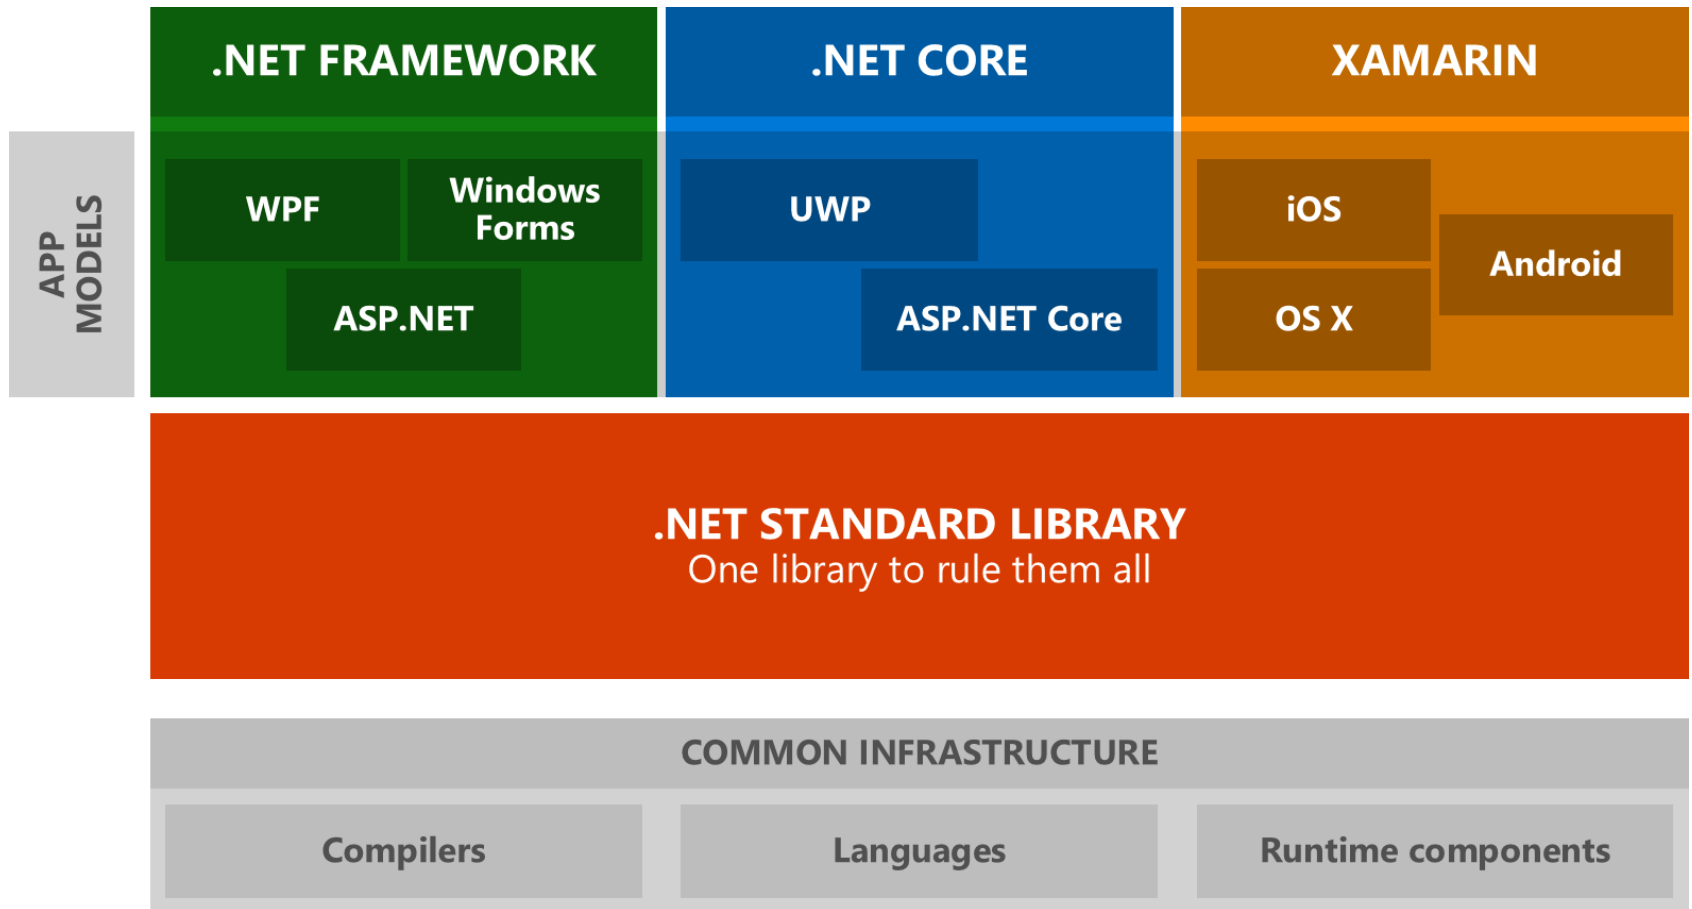 .NET FRAMEWORK
.NET CORE
XAMARIN
APP
MODELS
WPF
Windows
Forms
ASP.NET
UWP
ASP.NET Core
iOS
Android
OS X
.NET STANDARD LIBRARY
One library to rule them all
COMMON INFRASTRUCTURE
Compilers
Languages
Runtime components